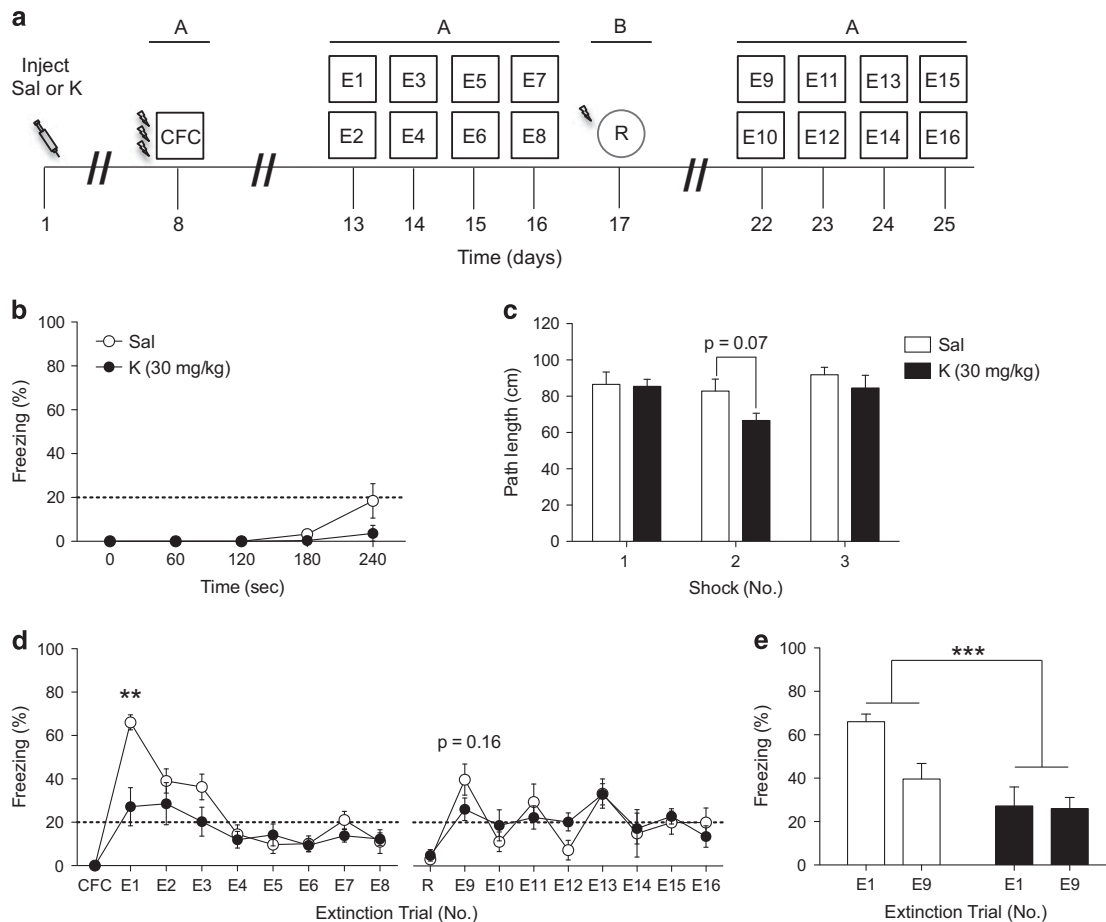 a
A A B A
Inject
Sal or K
E1 E3 E5 E7 E9 E11 E13 E15
CFC E2 E4 E6 E8 R E10 E12 E14 E16
1 8 13 14 15 16 17 22 23 24 25
Time (days)
b
Freezing (%)
100
80
60
40
20
0
Sal
K (30 mg/kg)
0 60 120 180 240
Time (sec)
c
Path length (cm)
120
100
80
60
40
20
0
p = 0.07
Sal
K (30 mg/kg)
1 2 3
Shock (No.)
d
Freezing (%)
100
80
60
40
20
0
**
p = 0.16
CFC E1 E2 E3 E4 E5 E6 E7 E8 R E9 E10 E11 E12 E13 E14 E15 E16
Extinction Trial (No.)
e
Freezing (%)
100
80
60
40
20
0
***
E1 E9 E1 E9
Extinction Trial (No.)